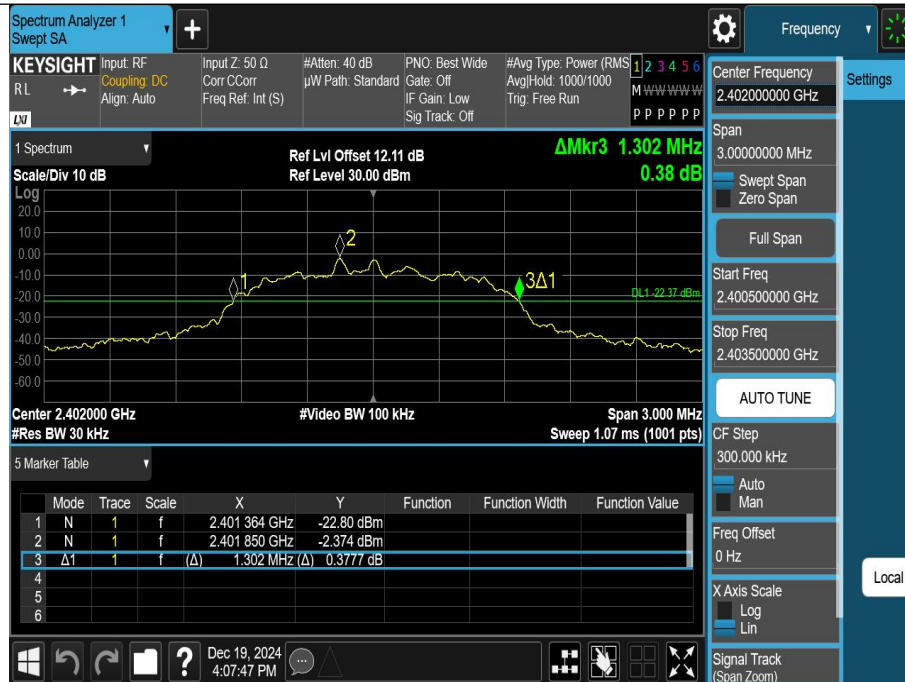 Spectrum Analyzer 1
Swept SA
Frequency
KEYSIGHT
RL
LXI
Input: RF
Coupling: DC
Align: Auto
Input Z: 50 Ω
Corr CCorr
Freq Ref: Int (S)
#Atten: 40 dB
µW Path: Standard
PNO: Best Wide
Gate: Off
IF Gain: Low
Sig Track: Off
#Avg Type: Power (RMS
Avg|Hold: 1000/1000
Trig: Free Run
1 2 3 4 5 6
M W W W W W
P P P P P P
1 Spectrum
Scale/Div 10 dB
Ref Lvl Offset 12.11 dB
Ref Level 30.00 dBm
ΔMkr3 1.302 MHz
0.38 dB
Log
20.0
10.0
0.00
-10.0
-20.0
-30.0
-40.0
-50.0
-60.0
1
2
3Δ1
DL1 -22.37 dBm
Center 2.402000 GHz
#Video BW 100 kHz
Span 3.000 MHz
#Res BW 30 kHz
Sweep 1.07 ms (1001 pts)
5 Marker Table
Mode Trace Scale X Y Function Function Width Function Value
1 N 1 f 2.401 364 GHz -22.80 dBm
2 N 1 f 2.401 850 GHz -2.374 dBm
3 Δ1 1 f (Δ) 1.302 MHz (Δ) 0.3777 dB
4
5
6
Dec 19, 2024
4:07:47 PM
Center Frequency
2.402000000 GHz
Settings
Span
3.00000000 MHz
Swept Span
Zero Span
Full Span
Start Freq
2.400500000 GHz
Stop Freq
2.403500000 GHz
AUTO TUNE
CF Step
300.000 kHz
Auto
Man
Freq Offset
0 Hz
Local
X Axis Scale
Log
Lin
Signal Track
(Span Zoom)